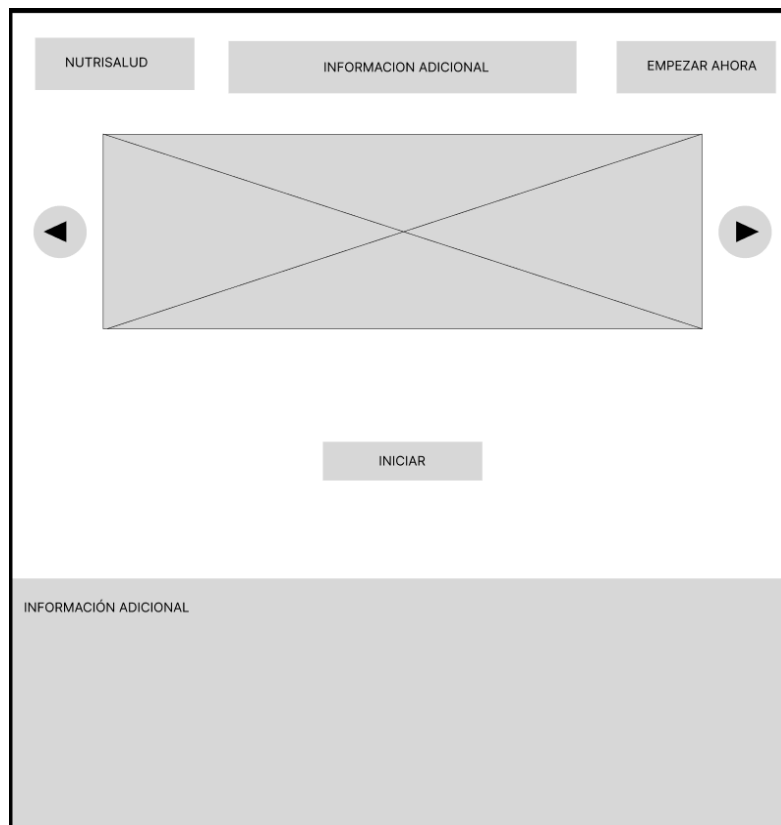 NUTRISALUD
INFORMACION ADICIONAL
EMPEZAR AHORA
INICIAR
INFORMACIÓN ADICIONAL